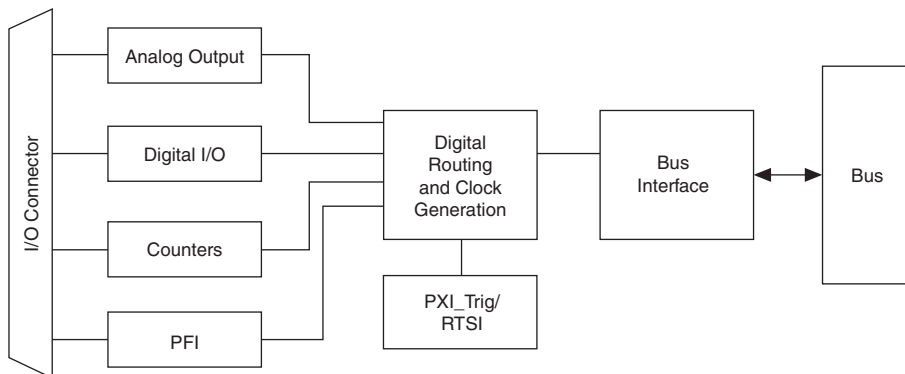 I/O Connector
Analog Output
Digital I/O
Counters
PFI
Digital
Routing
and Clock
Generation
PXI_Trig/
RTSI
Bus
Interface
Bus